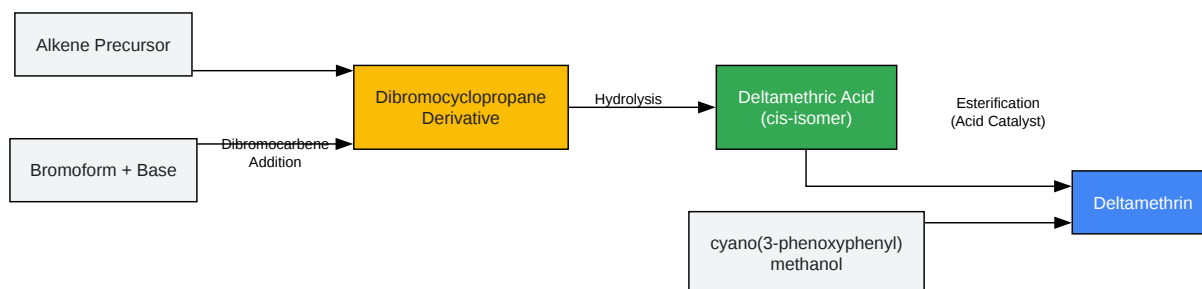 Alkene Precursor
Bromoform + Base
Dibromocarbene
Addition
Dibromocyclopropane
Derivative
Hydrolysis
Deltamethric Acid
(cis-isomer)
Esterification
(Acid Catalyst)
cyano(3-phenoxyphenyl)
methanol
Deltamethrin